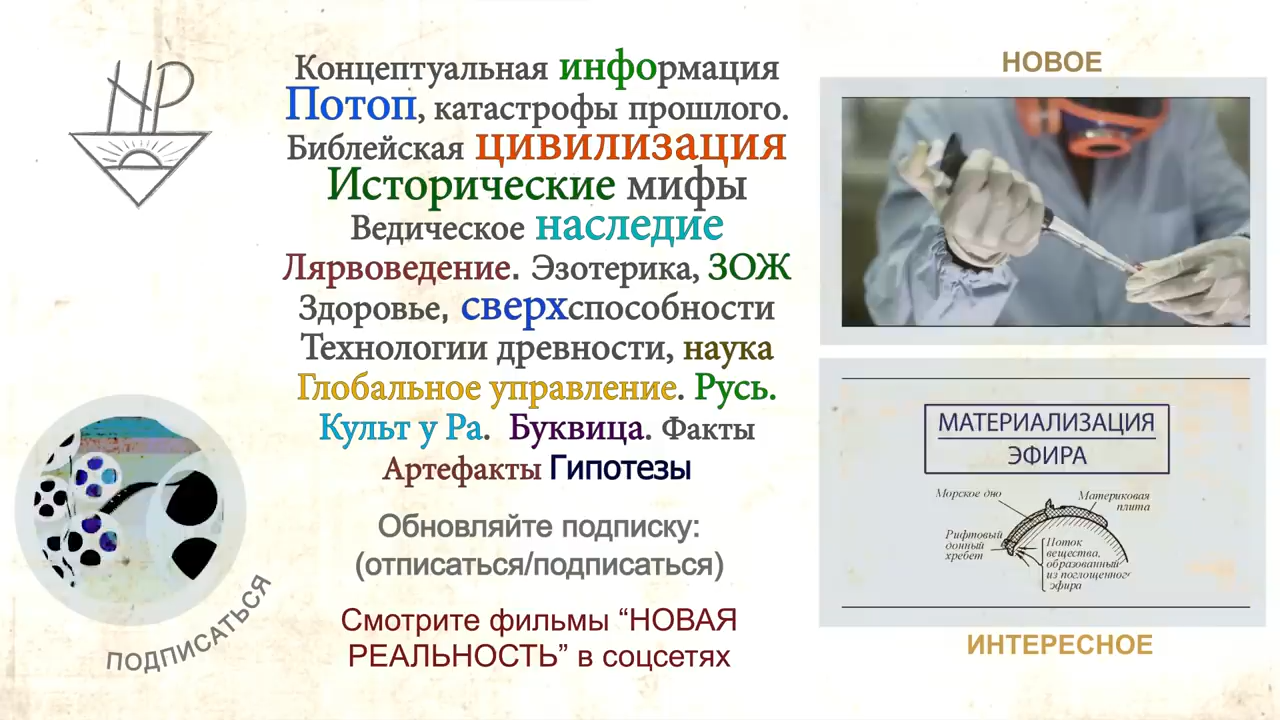 НР
Концептуальная информация
Потоп, катастрофы прошлого.
Библейская цивилизация
Исторические мифы
Ведическое наследие
Лярвоведение. Эзотерика, ЗОЖ
Здоровье, сверхспособности
Технологии древности, наука
Глобальное управление. Русь.
Культ у Ра. Буквица. Факты
Артефакты Гипотезы
Обновляйте подписку:
(отписаться/подписаться)
Смотрите фильмы “НОВАЯ
РЕАЛЬНОСТЬ” в соцсетях
ПОДПИСАТЬСЯ
НОВОЕ
МАТЕРИАЛИЗАЦИЯ
ЭФИРА
Морское дно
Материковая
плита
Рифтовый
донный
хребет
Поток
вещества,
образованный
из поглощенног
эфира
ИНТЕРЕСНОЕ